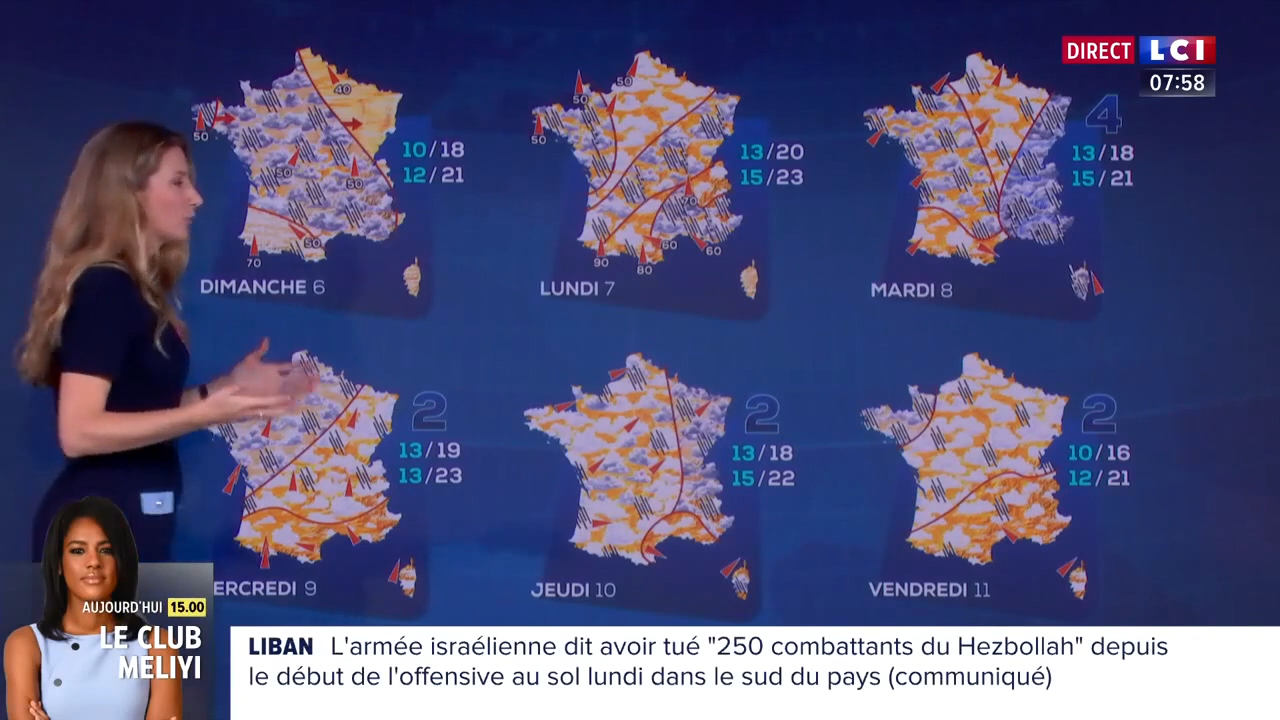 DIRECT LCI
07:58
50
40
50
50
50
70
10/18
12/21
DIMANCHE 6
50
50
50
70
60
60
90
80
13/20
15/23
LUNDI 7
4
13/18
15/21
MARDI 8
2
13/19
13/23
ERCREDI 9
2
13/18
15/22
JEUDI 10
2
10/16
12/21
VENDREDI 11
AUJOURD'HUI 15.00
LE CLUB
MELIYI
LIBAN L'armée israélienne dit avoir tué "250 combattants du Hezbollah" depuis
le début de l'offensive au sol lundi dans le sud du pays (communiqué)